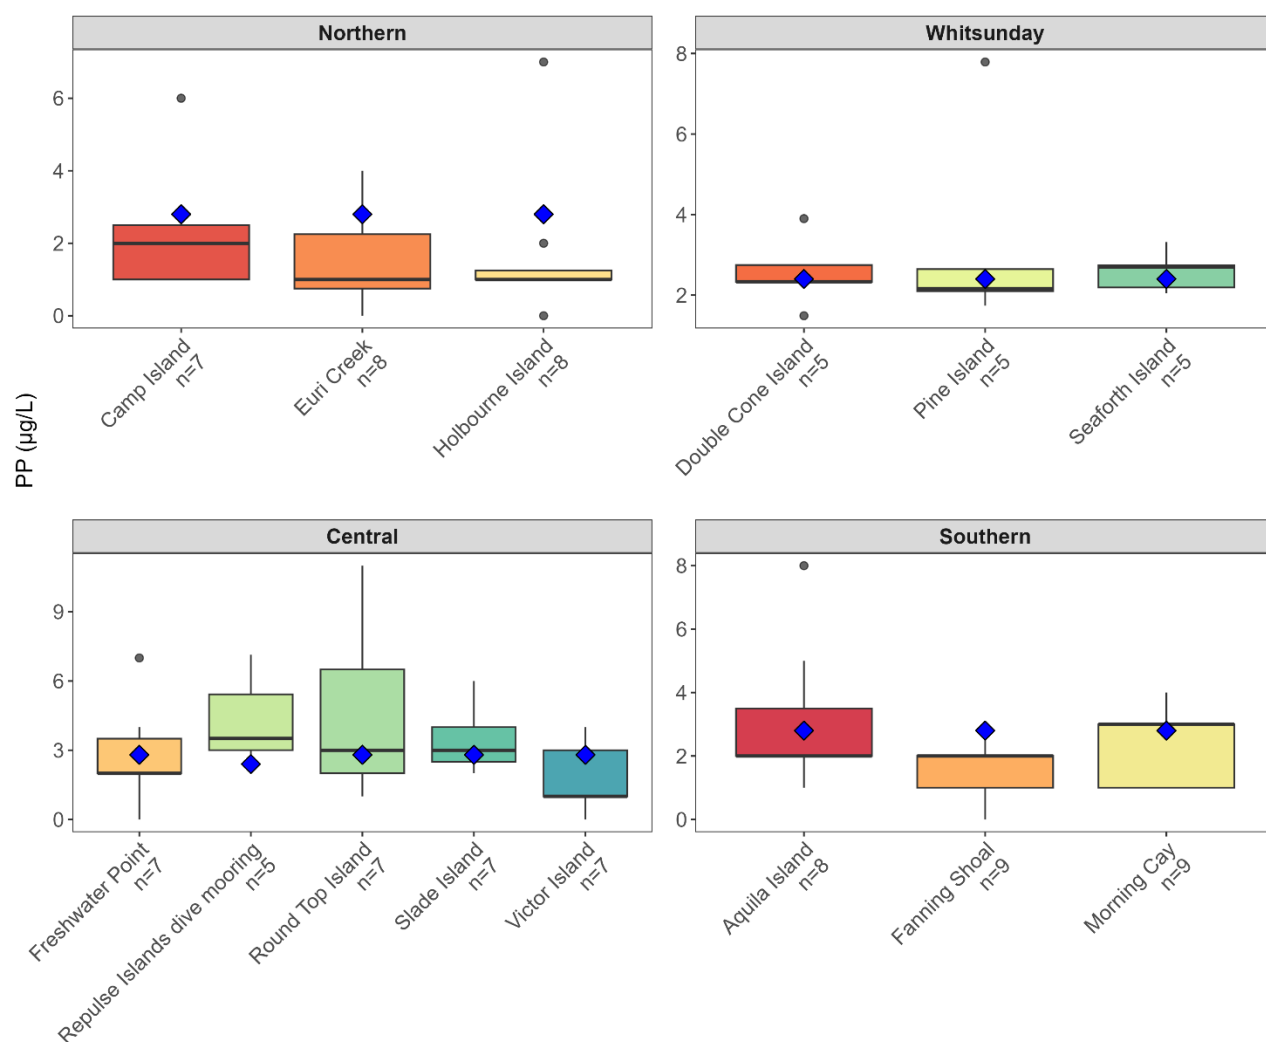 Northern
Whitsunday
6
4
2
0
8
6
4
2
Camp Island
n=7
Euri Creek
n=8
Holbourne Island
n=8
Double Cone Island
n=5
Pine Island
n=5
Seaforth Island
n=5
PP (µg/L)
Central
Southern
9
6
3
0
8
6
4
2
0
Freshwater Point
n=7
Repulse Islands dive mooring
n=5
Round Top Island
n=7
Slade Island
n=7
Victor Island
n=7
Aquila Island
n=8
Fanning Shoal
n=9
Morning Cay
n=9